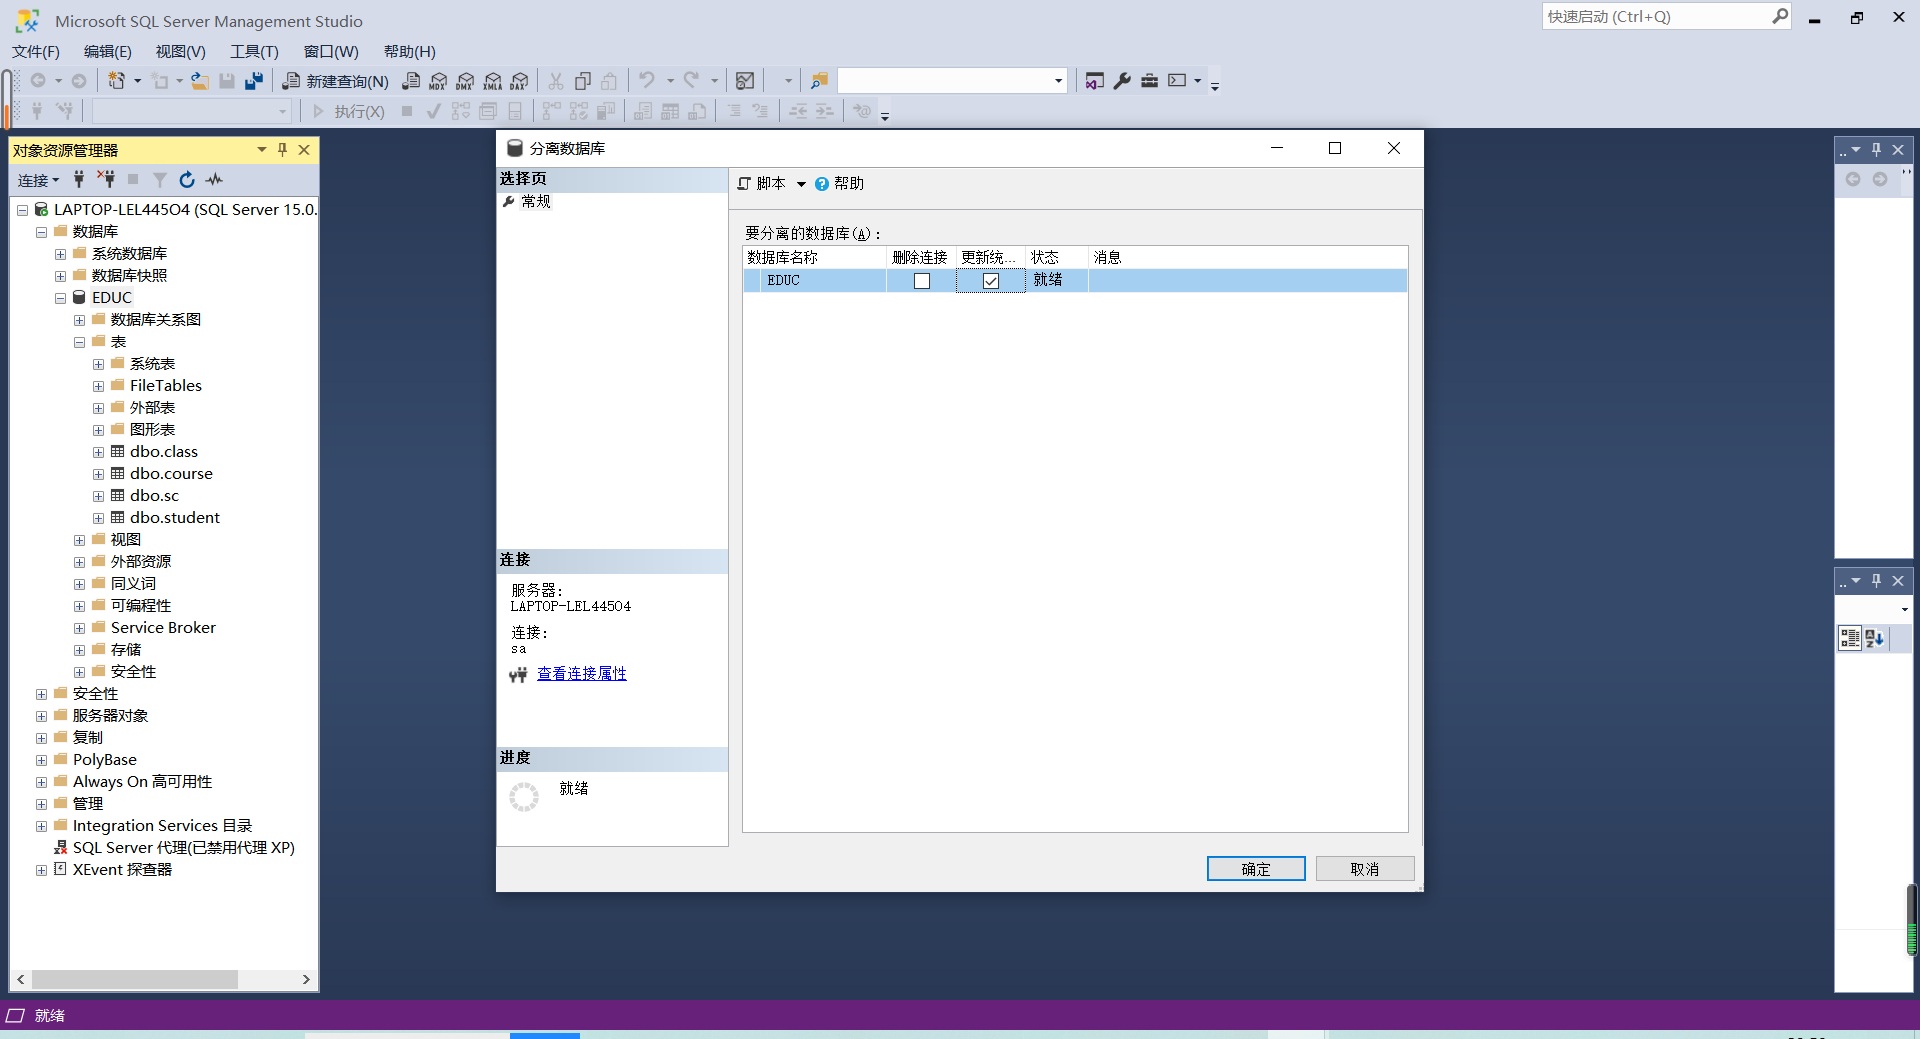 Microsoft SQL Server Management Studio
快速启动 (Ctrl+Q)
文件(F) 编辑(E) 视图(V) 工具(T) 窗口(W) 帮助(H)
新建查询(N) MDX DMX XMLA DAX
执行(X)
对象资源管理器
连接
LAPTOP-LEL445O4 (SQL Server 15.0.
数据库
系统数据库
数据库快照
EDUC
数据库关系图
表
系统表
FileTables
外部表
图形表
dbo.class
dbo.course
dbo.sc
dbo.student
视图
外部资源
同义词
可编程性
Service Broker
存储
安全性
安全性
服务器对象
复制
PolyBase
Always On 高可用性
管理
Integration Services 目录
SQL Server 代理(已禁用代理 XP)
XEvent 探查器
分离数据库
选择页
常规
连接
服务器:
LAPTOP-LEL445O4
连接:
sa
查看连接属性
进度
就绪
脚本 帮助
要分离的数据库(A):
数据库名称 删除连接 更新统... 状态 消息
EDUC 就绪
确定 取消
就绪